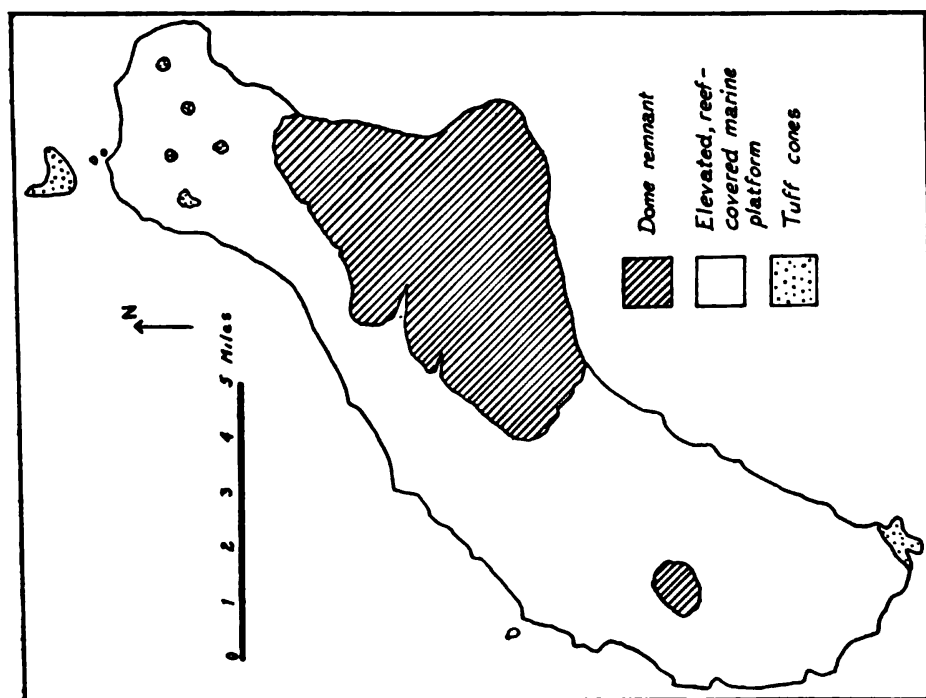 N
0 1 2 3 4 5 Miles
Dome remnant
Elevated, reef-
covered marine
platform
Tuff cones